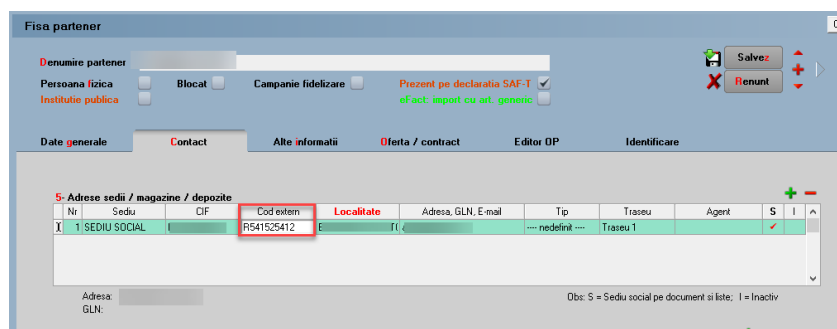 Fisa partener
Denumire partener
Salvez
Persoana fizica Blocat Campanie fidelizare Prezent pe declaratia SAF-T
Renunt
Institutie publica eFact: import cu art. generic
Date generale Contact Alte informatii Oferta / contract Editor OP Identificare
5- Adrese sedii / magazine / depozite
Nr Sediu CIF Cod extern Localitate Adresa, GLN, E-mail Tip Traseu Agent S I
1 SEDIU SOCIAL R541525412 ---- nedefinit ---- Traseu 1
Adresa: Obs: S = Sediu social pe document si liste; I = Inactiv
GLN: